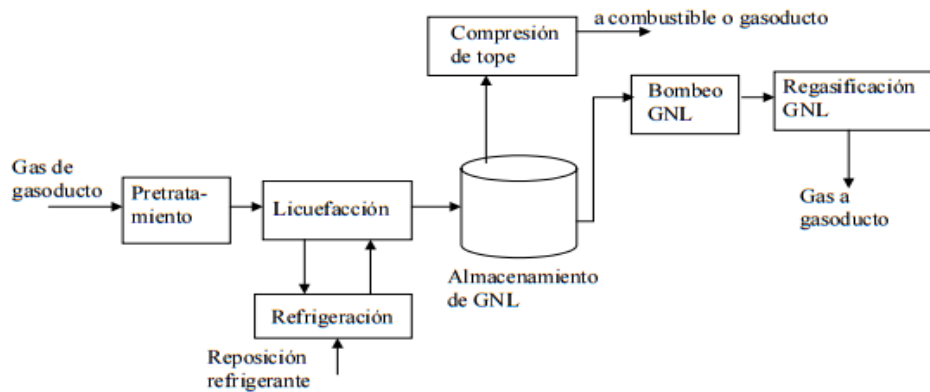 Compresión
de tope
a combustible o gasoducto
Bombeo
GNL
Regasificación
GNL
Gas de
gasoducto
Pretrata-
miento
Licuefacción
Gas a
gasoducto
Almacenamiento
de GNL
Refrigeración
Reposición
refrigerante